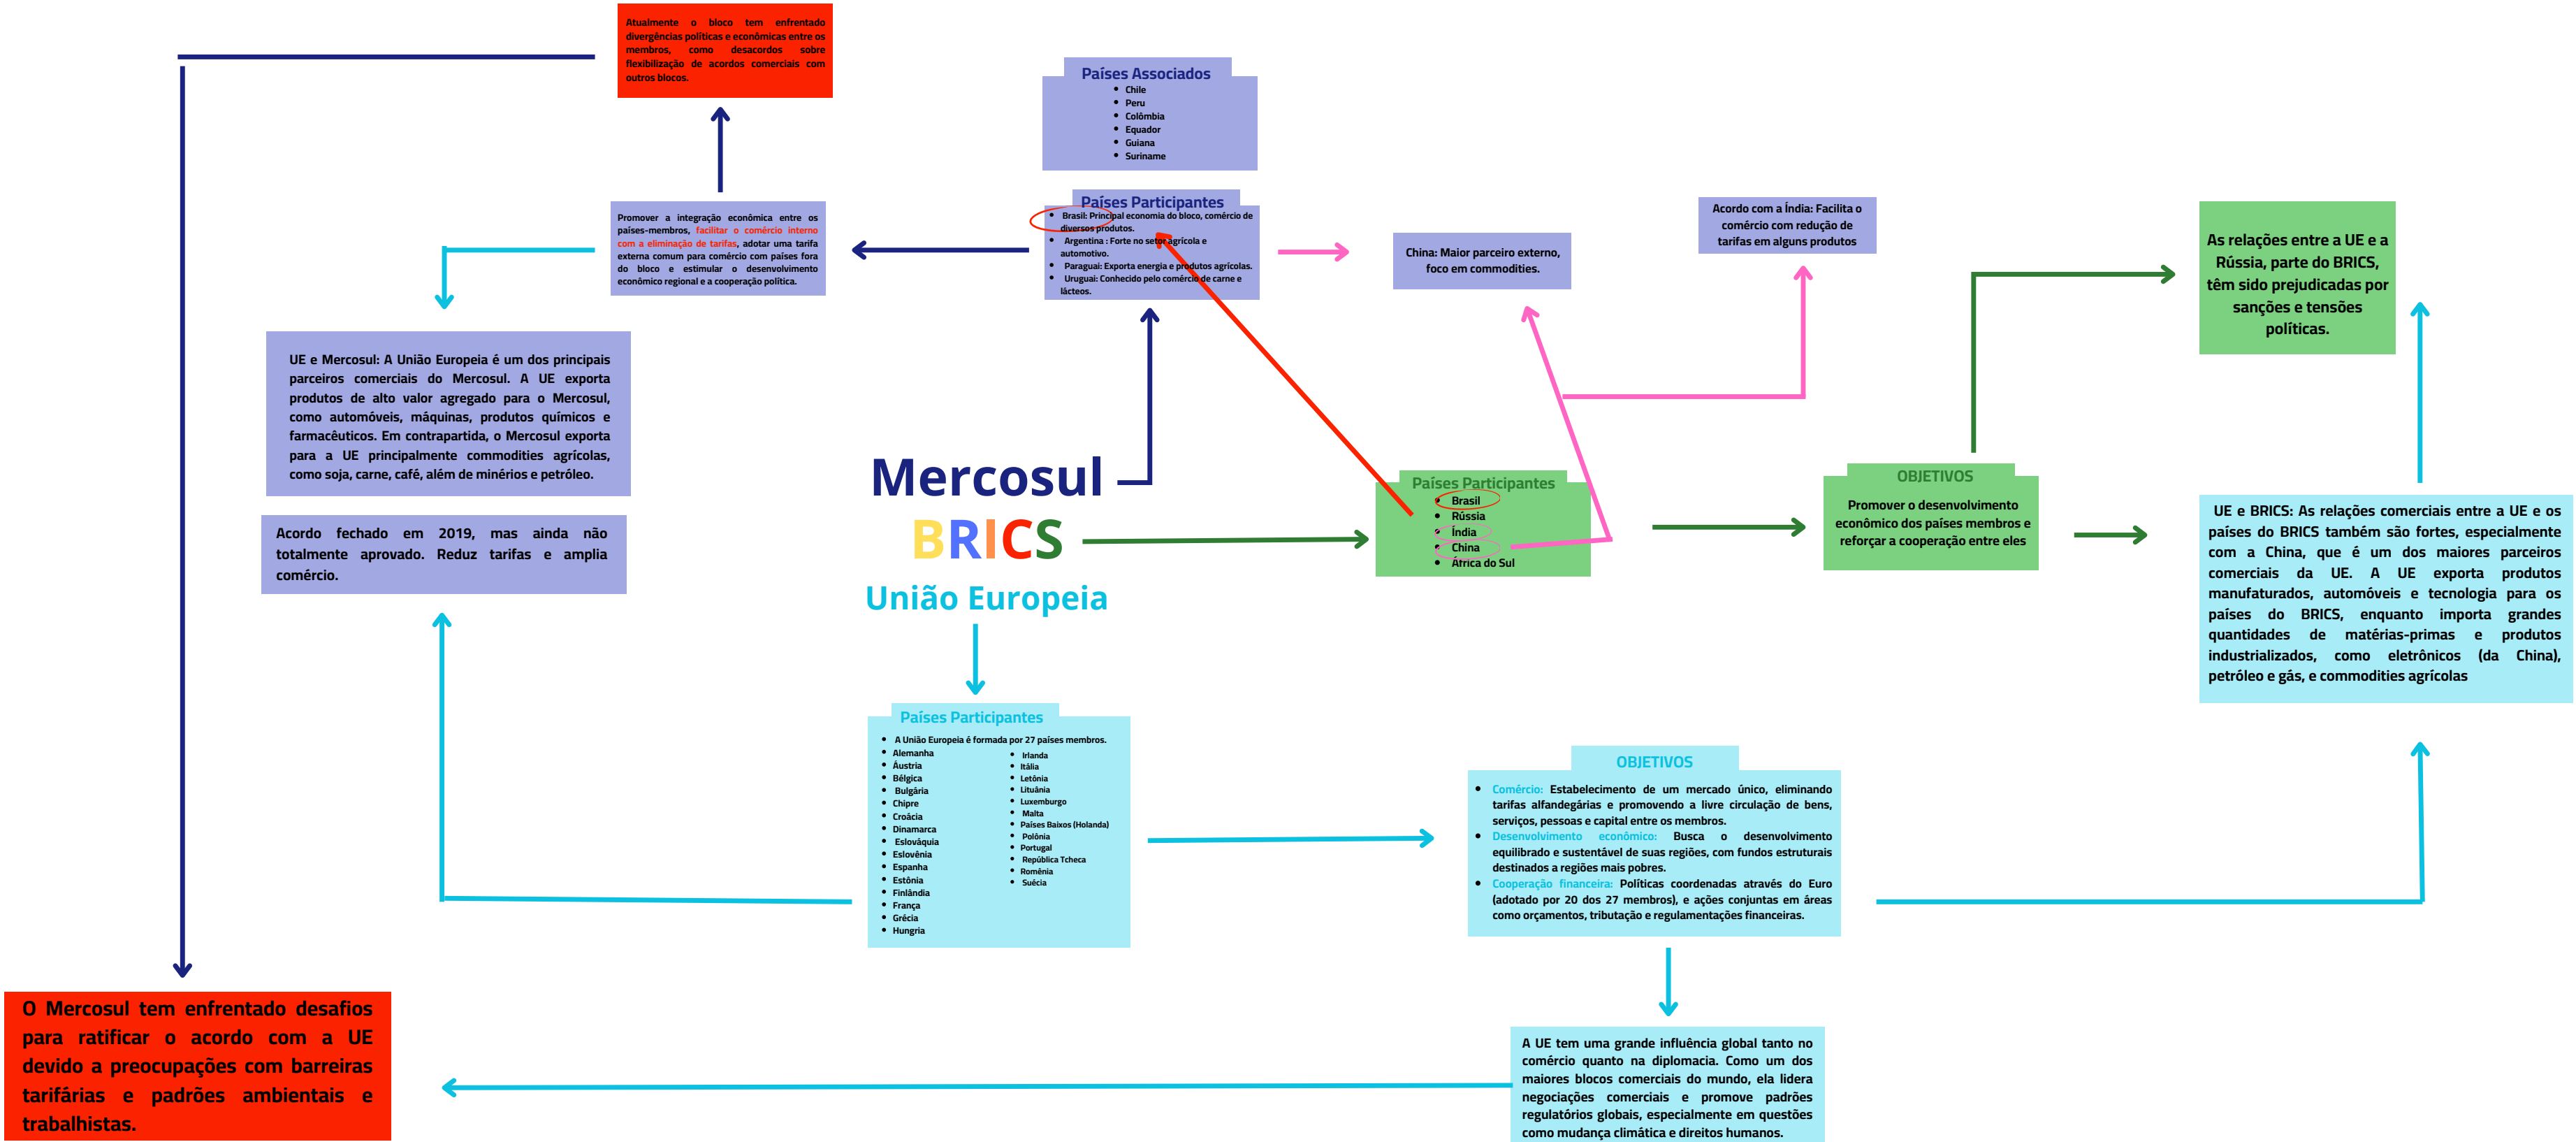 Atualmente o bloco tem enfrentado
divergências políticas e econômicas entre os
membros, como desacordos sobre
flexibilização de acordos comerciais com
outros blocos.
Países Associados
Chile
Peru
Colômbia
Equador
Guiana
Suriname
Promover a integração econômica entre os
países-membros, facilitar o comércio interno
com a eliminação de tarifas, adotar uma tarifa
externa comum para comércio com países fora
do bloco e estimular o desenvolvimento
econômico regional e a cooperação política.
Países Participantes
Brasil: Principal economia do bloco, comércio de
diversos produtos.
Argentina : Forte no setor agrícola e
automotivo.
Paraguai: Exporta energia e produtos agrícolas.
Uruguai: Conhecido pelo comércio de carne e
lácteos.
China: Maior parceiro externo,
foco em commodities.
Acordo com a Índia: Facilita o
comércio com redução de
tarifas em alguns produtos
As relações entre a UE e a
Rússia, parte do BRICS,
têm sido prejudicadas por
sanções e tensões
políticas.
UE e Mercosul: A União Europeia é um dos principais
parceiros comerciais do Mercosul. A UE exporta
produtos de alto valor agregado para o Mercosul,
como automóveis, máquinas, produtos químicos e
farmacêuticos. Em contrapartida, o Mercosul exporta
para a UE principalmente commodities agrícolas,
como soja, carne, café, além de minérios e petróleo.
Acordo fechado em 2019, mas ainda não
totalmente aprovado. Reduz tarifas e amplia
comércio.
Mercosul
BRICS
União Europeia
Países Participantes
Brasil
Rússia
Índia
China
África do Sul
OBJETIVOS
Promover o desenvolvimento
econômico dos países membros e
reforçar a cooperação entre eles
UE e BRICS: As relações comerciais entre a UE e os
países do BRICS também são fortes, especialmente
com a China, que é um dos maiores parceiros
comerciais da UE. A UE exporta produtos
manufaturados, automóveis e tecnologia para os
países do BRICS, enquanto importa grandes
quantidades de matérias-primas e produtos
industrializados, como eletrônicos (da China),
petróleo e gás, e commodities agrícolas
Países Participantes
A União Europeia é formada por 27 países membros.
Alemanha
Áustria
Bélgica
Bulgária
Chipre
Croácia
Dinamarca
Eslováquia
Eslovênia
Espanha
Estônia
Finlândia
França
Grécia
Hungria
Irlanda
Itália
Letônia
Lituânia
Luxemburgo
Malta
Países Baixos (Holanda)
Polônia
Portugal
República Tcheca
Romênia
Suécia
OBJETIVOS
Comércio: Estabelecimento de um mercado único, eliminando
tarifas alfandegárias e promovendo a livre circulação de bens,
serviços, pessoas e capital entre os membros.
Desenvolvimento econômico: Busca o desenvolvimento
equilibrado e sustentável de suas regiões, com fundos estruturais
destinados a regiões mais pobres.
Cooperação financeira: Políticas coordenadas através do Euro
(adotado por 20 dos 27 membros), e ações conjuntas em áreas
como orçamentos, tributação e regulamentações financeiras.
O Mercosul tem enfrentado desafios
para ratificar o acordo com a UE
devido a preocupações com barreiras
tarifárias e padrões ambientais e
trabalhistas.
A UE tem uma grande influência global tanto no
comércio quanto na diplomacia. Como um dos
maiores blocos comerciais do mundo, ela lidera
negociações comerciais e promove padrões
regulatórios globais, especialmente em questões
como mudança climática e direitos humanos.